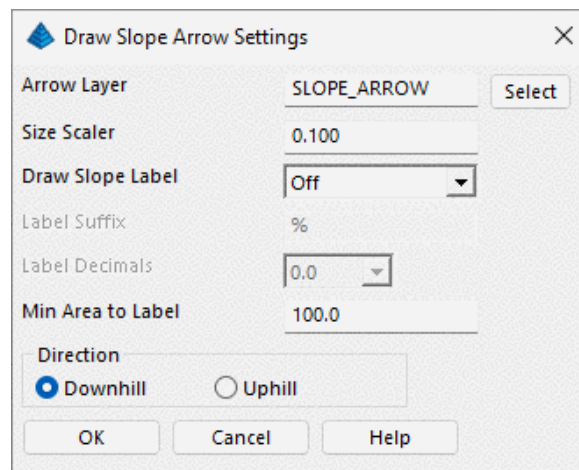 Draw Slope Arrow Settings
Arrow Layer SLOPE_ARROW Select
Size Scaler 0.100
Draw Slope Label Off
Label Suffix %
Label Decimals 0.0
Min Area to Label 100.0
Direction
Downhill Uphill
OK Cancel Help